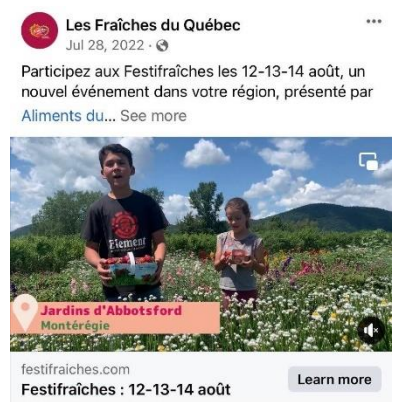 Les Fraîches du Québec
Jul 28, 2022 ·
Participez aux Festifraîches les 12-13-14 août, un
nouvel événement dans votre région, présenté par
Aliments du... See more
Element
Jardins d'Abbotsford
Montérégie
festifraiches.com
Festifraîches : 12-13-14 août
Learn more